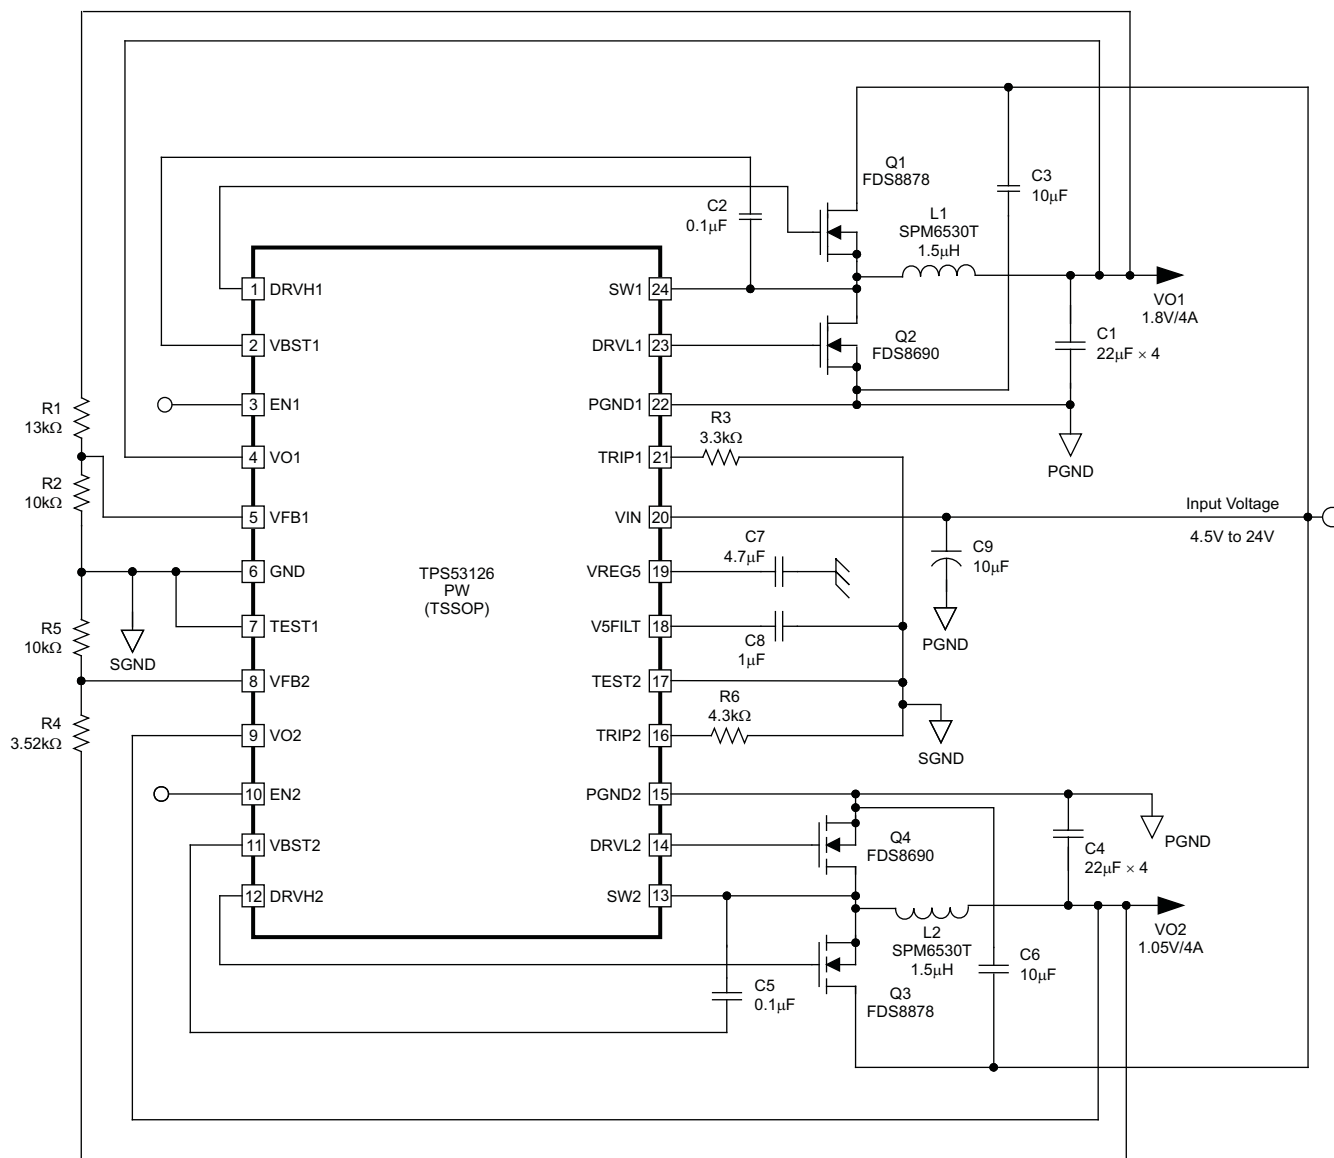 Q1
FDS8878
C3
10µF
C2
0.1µF
L1
SPM6530T
1.5µH
1 DRVH1
SW1 24
VO1
1.8V/4A
C1
22µF × 4
2 VBST1
DRVL1 23
Q2
FDS8690
R1
13kΩ
3 EN1
PGND1 22
R3
3.3kΩ
PGND
4 VO1
TRIP1 21
R2
10kΩ
Input Voltage
4.5V to 24V
5 VFB1
VIN 20
C7
4.7µF
C9
10µF
6 GND
TPS53126
PW
(TSSOP)
VREG5 19
R5
10kΩ
7 TEST1
V5FILT 18
C8
1µF
SGND
PGND
8 VFB2
TEST2 17
R6
4.3kΩ
R4
3.52kΩ
9 VO2
TRIP2 16
SGND
10 EN2
PGND2 15
Q4
FDS8690
PGND
C4
22µF × 4
11 VBST2
DRVL2 14
12 DRVH2
SW2 13
L2
SPM6530T
1.5µH
VO2
1.05V/4A
C6
10µF
C5
0.1µF
Q3
FDS8878